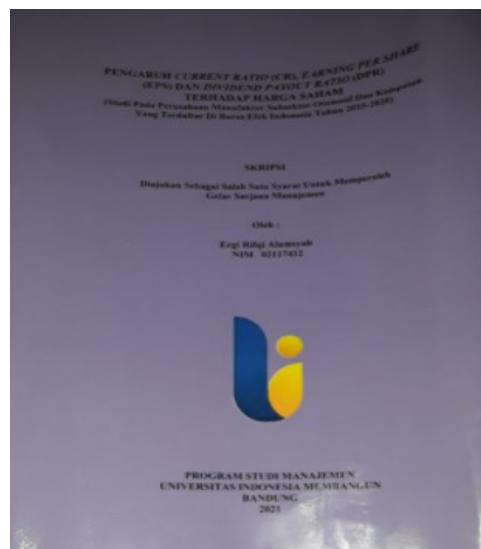 PENGARUH CURRENT RATIO (CR), EARNING PER SHARE
(EPS) DAN DIVIDEND PAYOUT RATIO (DPR)
TERHADAP HARGA SAHAM
(Studi Pada Perusahaan Manufaktur Subsektor Otomotif Dan Komponen
Yang Terdaftar Di Bursa Efek Indonesia Tahun 2015-2020)
SKRIPSI
Diajukan Sebagai Salah Satu Syarat Untuk Memperoleh
Gelar Sarjana Manajemen
Oleh :
Ergi Rifqi Alamsyah
NIM 02117412
PROGRAM STUDI MANAJEMEN
UNIVERSITAS INDONESIA MEMBANGUN
BANDUNG
2021